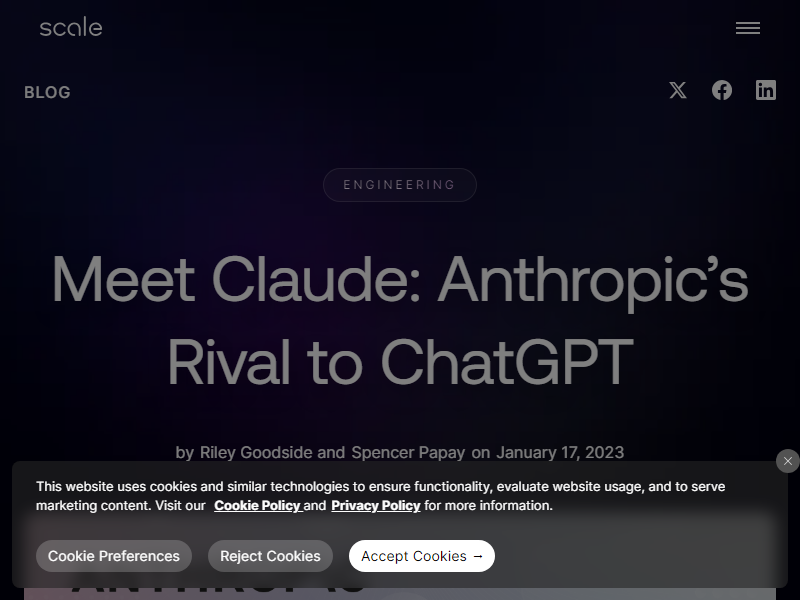 scale
BLOG
ENGINEERING
Meet Claude: Anthropic’s
Rival to ChatGPT
by Riley Goodside and Spencer Papay on January 17, 2023
This website uses cookies and similar technologies to ensure functionality, evaluate website usage, and to serve
marketing content. Visit our Cookie Policy and Privacy Policy for more information.
Cookie Preferences
Reject Cookies
Accept Cookies →